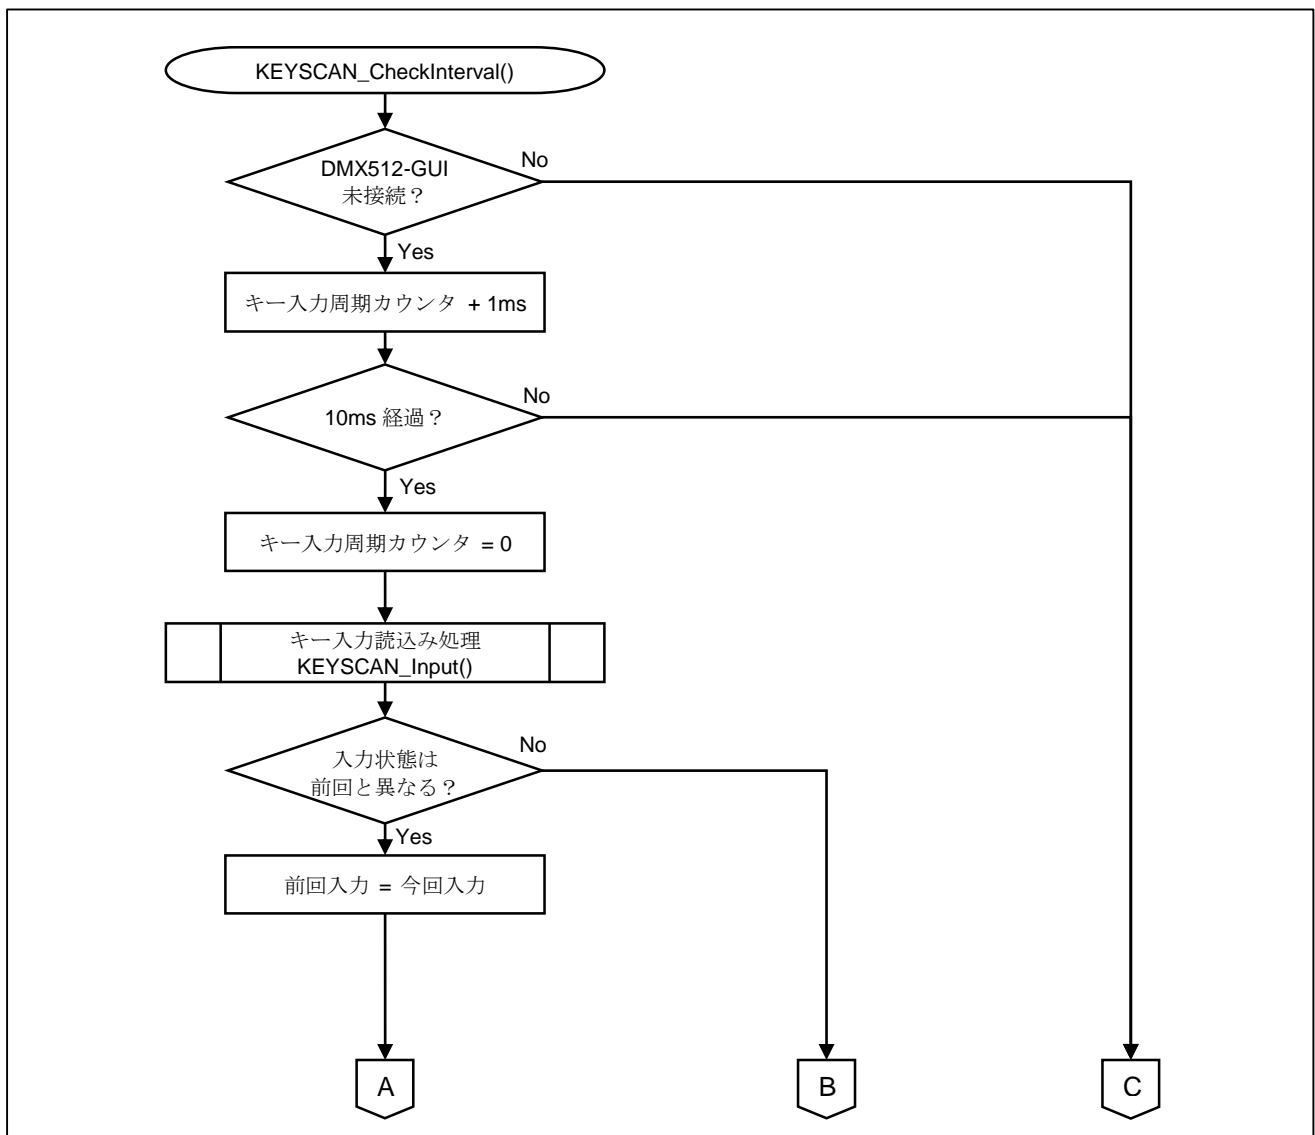 KEYSCAN_CheckInterval()
DMX512-GUI
未接続？
No
Yes
キー入力周期カウンタ + 1ms
10ms 経過？
No
Yes
キー入力周期カウンタ = 0
キー入力読込み処理
KEYSCAN_Input()
入力状態は
前回と異なる？
No
Yes
前回入力 = 今回入力
A
B
C